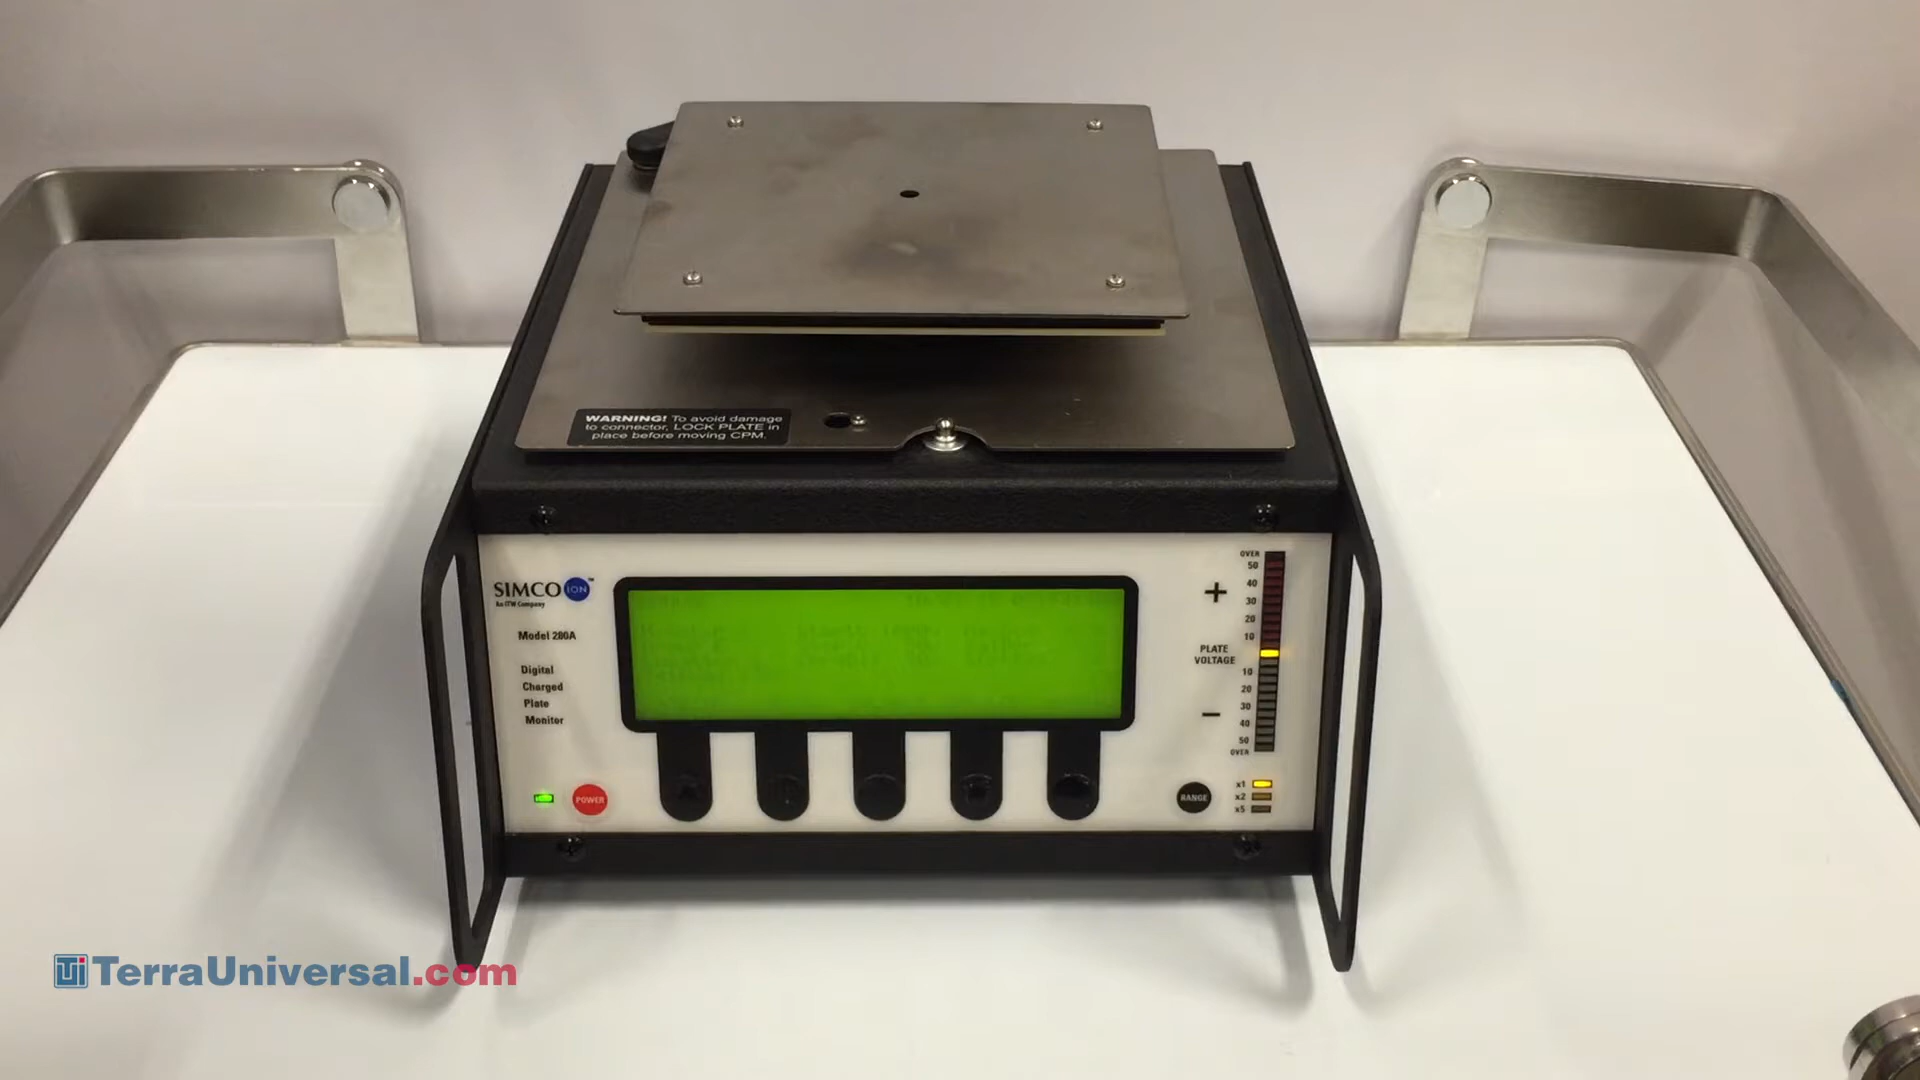 WARNING! To avoid damage
to connector, LOCK PLATE in
place before moving CPM.
SIMCO ION™
An ITW Company
Model 280A
Digital
Charged
Plate
Monitor
POWER
+
PLATE
VOLTAGE
−
OVER
50
40
30
20
10
10
20
30
40
50
OVER
RANGE
x1
x2
x5
TerraUniversal.com